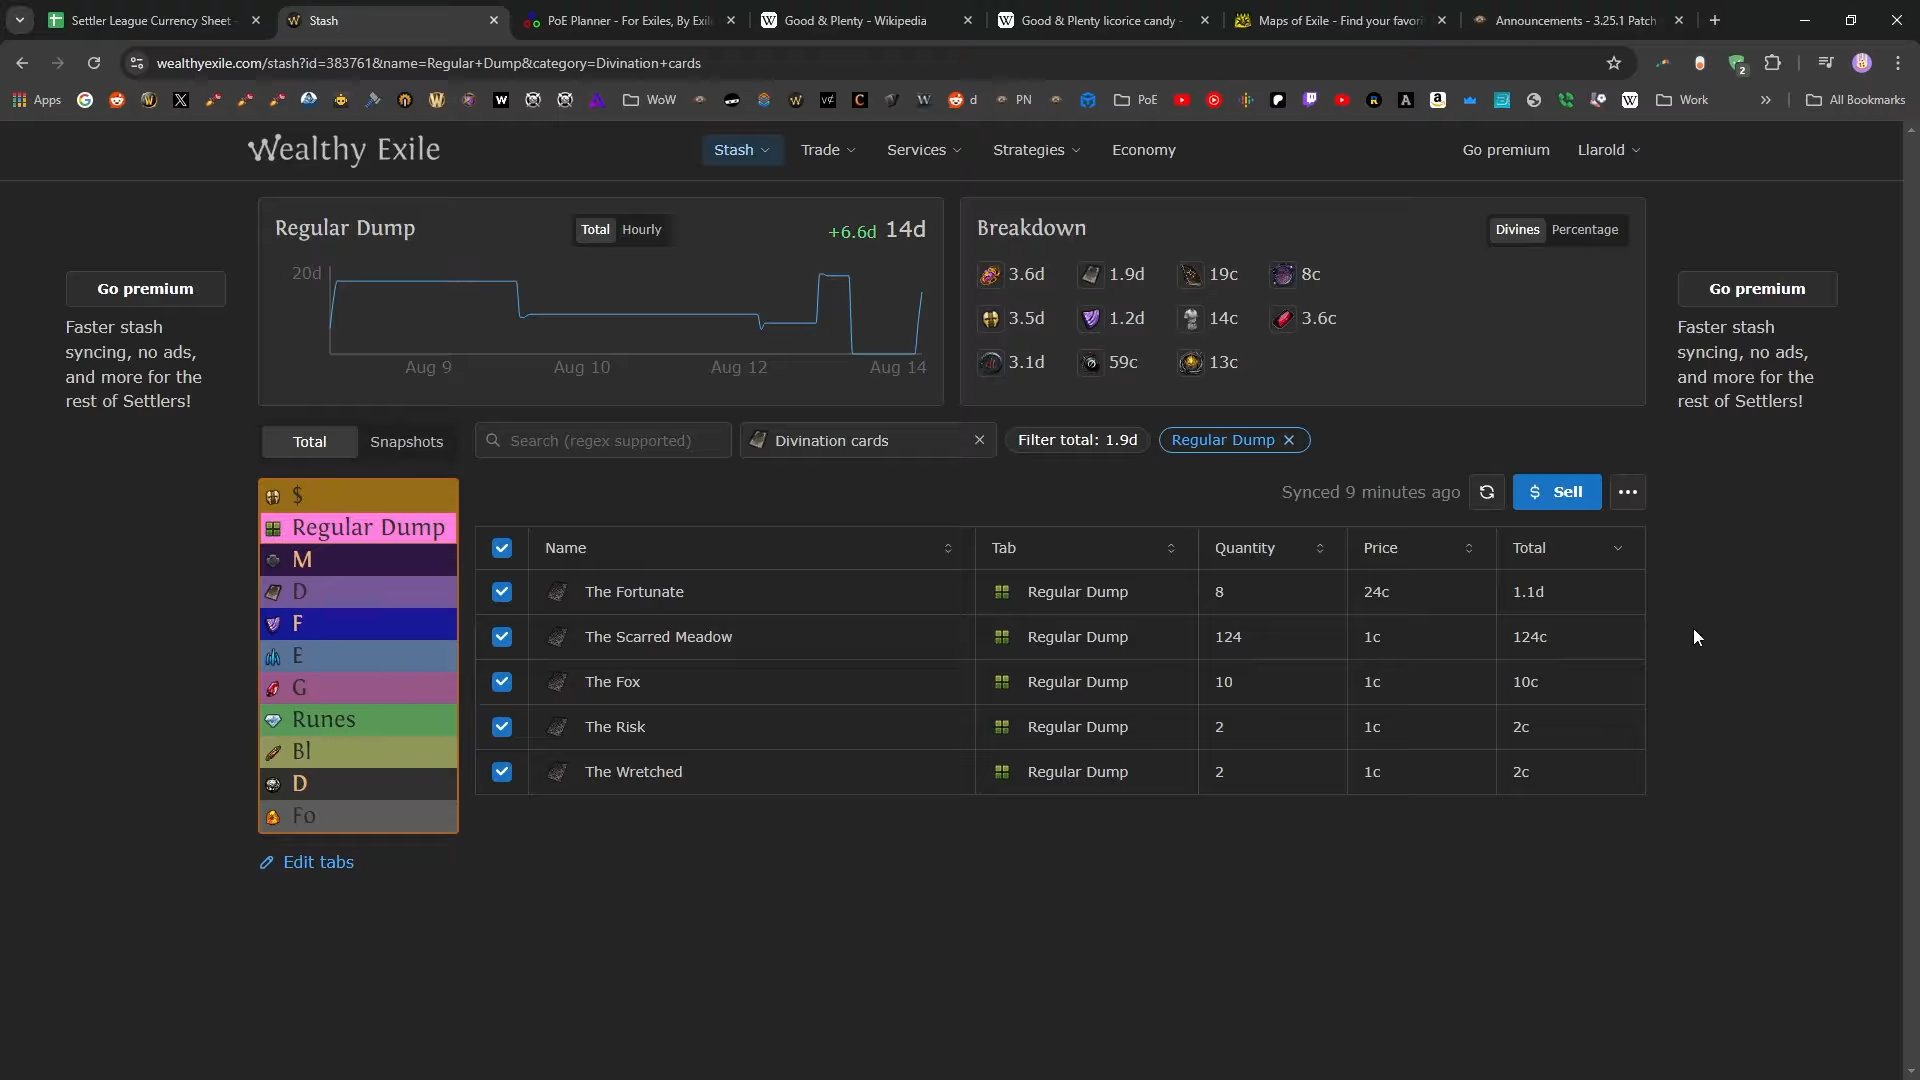 Settler League Currency Sheet
Stash
PoE Planner - For Exiles, By Exile
Good & Plenty - Wikipedia
Good & Plenty licorice candy -
Maps of Exile - Find your favori
Announcements - 3.25.1 Patch
wealthyexile.com/stash?id=383761&name=Regular+Dump&category=Divination+cards
2
Apps
WoW
d
PN
PoE
Work
All Bookmarks
Wealthy Exile
Stash
Trade
Services
Strategies
Economy
Go premium
Llarold
Go premium
Faster stash
syncing, no ads,
and more for the
rest of Settlers!
Regular Dump
Total
Hourly
+6.6d 14d
20d
Aug 9
Aug 10
Aug 12
Aug 14
Breakdown
Divines
Percentage
3.6d
1.9d
19c
8c
3.5d
1.2d
14c
3.6c
3.1d
59c
13c
Go premium
Faster stash
syncing, no ads,
and more for the
rest of Settlers!
Total
Snapshots
Search (regex supported)
Divination cards
Filter total: 1.9d
Regular Dump
Synced 9 minutes ago
$ Sell
$
Regular Dump
M
D
F
E
G
Runes
Bl
D
Fo
Edit tabs
Name Tab Quantity Price Total
The Fortunate Regular Dump 8 24c 1.1d
The Scarred Meadow Regular Dump 124 1c 124c
The Fox Regular Dump 10 1c 10c
The Risk Regular Dump 2 1c 2c
The Wretched Regular Dump 2 1c 2c